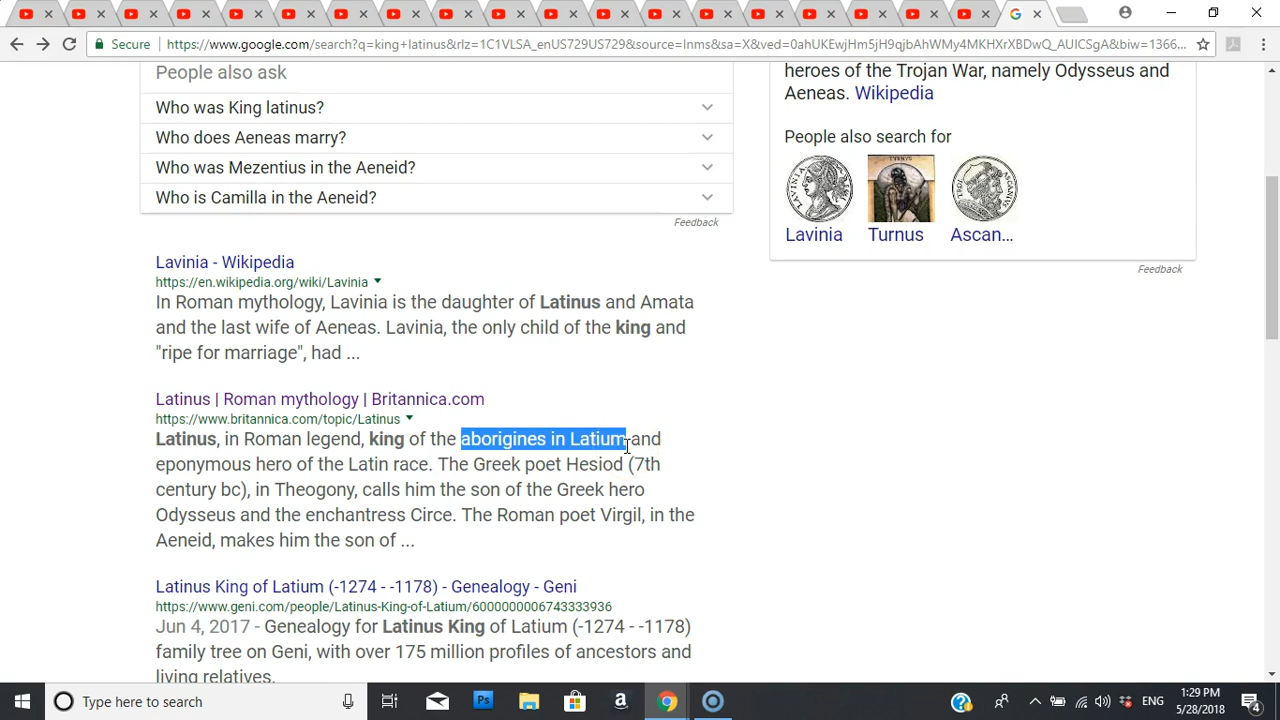 Secure
https://www.google.com/search?q=king+latinus&rlz=1C1VLSA_enUS729US729&source=lnms&sa=X&ved=0ahUKEwjHm5jH9qjbAhWMy4MKHXrXBDwQ_AUICSgA&biw=1366...
People also ask
Who was King latinus?
Who does Aeneas marry?
Who was Mezentius in the Aeneid?
Who is Camilla in the Aeneid?
Feedback
Lavinia - Wikipedia
https://en.wikipedia.org/wiki/Lavinia
In Roman mythology, Lavinia is the daughter of Latinus and Amata
and the last wife of Aeneas. Lavinia, the only child of the king and
"ripe for marriage", had ...
Latinus | Roman mythology | Britannica.com
https://www.britannica.com/topic/Latinus
Latinus, in Roman legend, king of the aborigines in Latium and
eponymous hero of the Latin race. The Greek poet Hesiod (7th
century bc), in Theogony, calls him the son of the Greek hero
Odysseus and the enchantress Circe. The Roman poet Virgil, in the
Aeneid, makes him the son of ...
Latinus King of Latium (-1274 - -1178) - Genealogy - Geni
https://www.geni.com/people/Latinus-King-of-Latium/6000000006743333936
Jun 4, 2017 - Genealogy for Latinus King of Latium (-1274 - -1178)
family tree on Geni, with over 175 million profiles of ancestors and
living relatives.
heroes of the Trojan War, namely Odysseus and
Aeneas. Wikipedia
People also search for
Lavinia
Turnus
Ascan...
Feedback
Type here to search
Ps
ENG
1:29 PM
5/28/2018
4